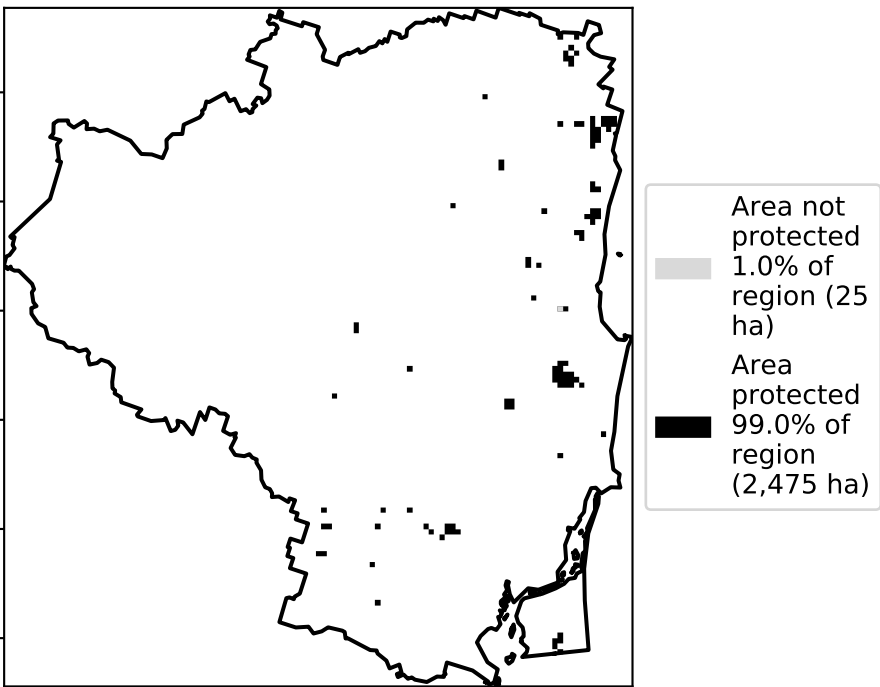 Area not
protected
1.0% of
region (25
ha)
Area
protected
99.0% of
region
(2,475 ha)